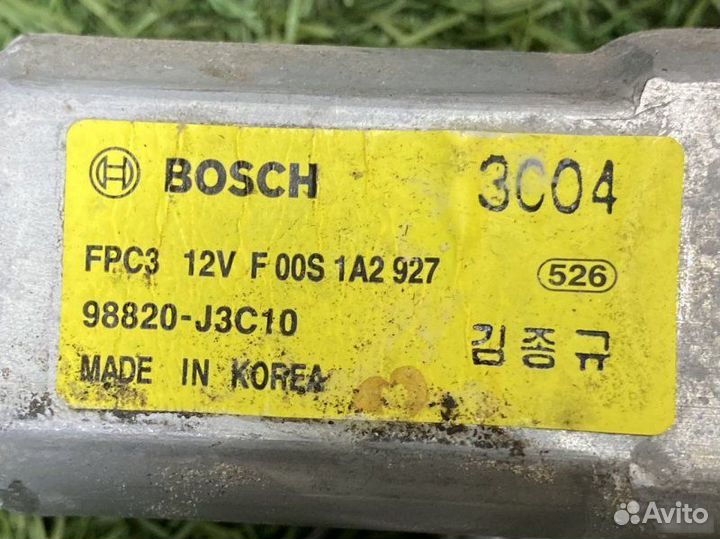 BOSCH 3C04
FPC3 12V F 00S 1A2 927 526
98820-J3C10
김종규
MADE IN KOREA
Avito